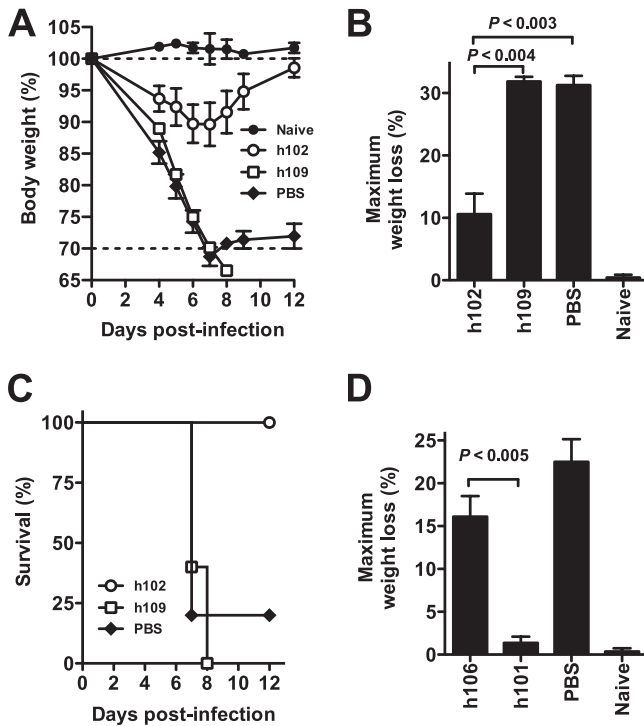 A
Body weight (%)
105
100
95
90
85
80
75
70
65
0 2 4 6 8 10 12
Days post-infection
Naive
h102
h109
PBS
B
Maximum
weight loss (%)
30
20
10
0
P < 0.003
P < 0.004
h102
h109
PBS
Naive
C
Survival (%)
100
75
50
25
0
0 2 4 6 8 10 12
Days post-infection
h102
h109
PBS
D
Maximum
weight loss (%)
25
20
15
10
5
0
P < 0.005
h106
h101
PBS
Naive